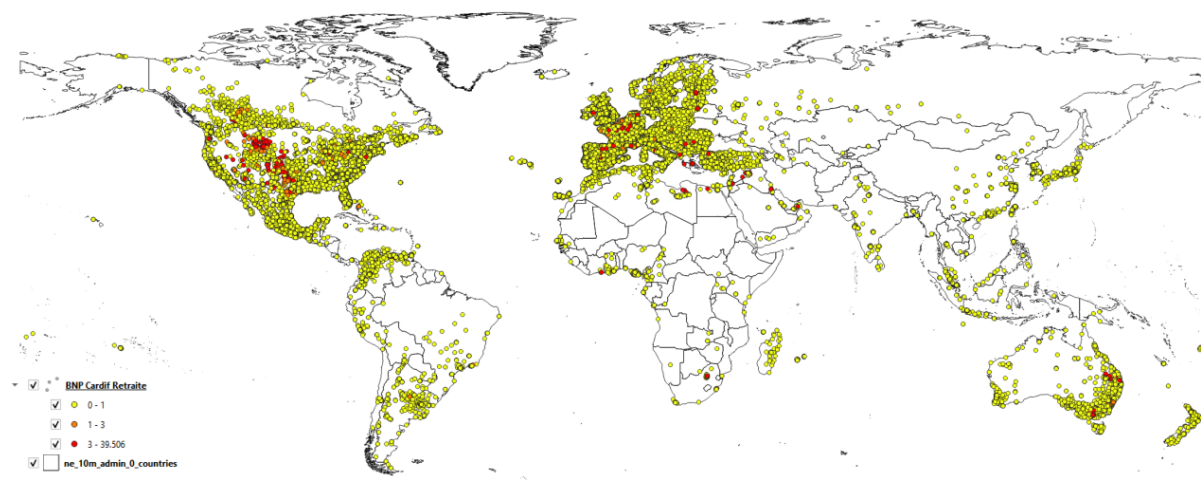 BNP Cardif Retraite
0 - 1
1 - 3
3 - 39.506
ne_10m_admin_0_countries